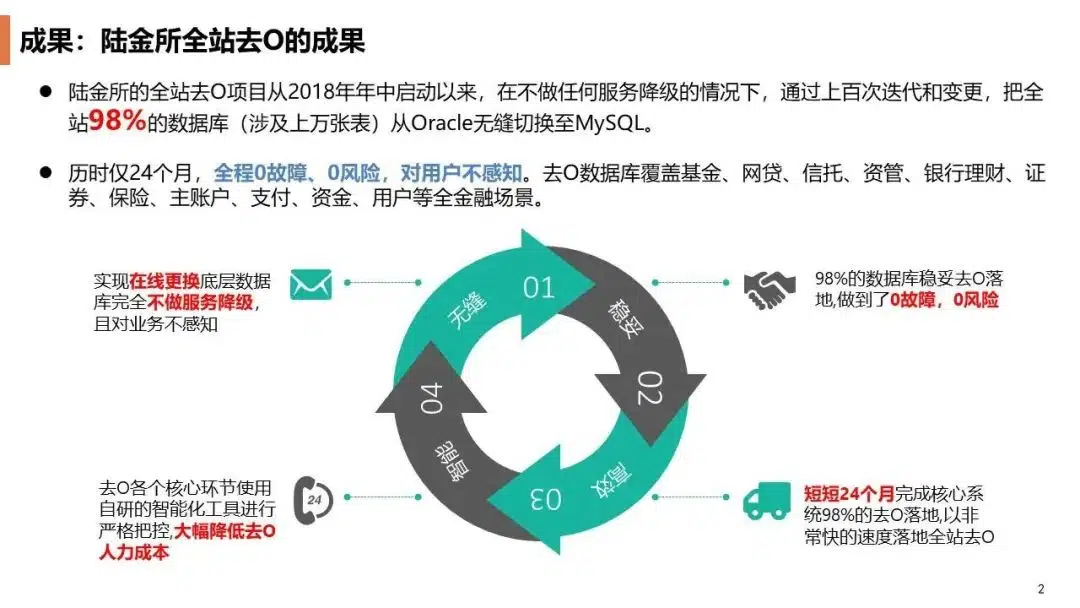 成果：陆金所全站去O的成果
● 陆金所的全站去O项目从2018年年中启动以来，在不做任何服务降级的情况下，通过上百次迭代和变更，把全
站98%的数据库（涉及上万张表）从Oracle无缝切换至MySQL。
● 历时仅24个月，全程0故障、0风险，对用户不感知。去O数据库覆盖基金、网贷、信托、资管、银行理财、证
券、保险、主账户、支付、资金、用户等全金融场景。
实现在线更换底层数据
库完全不做服务降级，
且对业务不感知
01
无缝
稳妥
98%的数据库稳妥去O落
地,做到了0故障，0风险
02
04
智能
高效
03
去O各个核心环节使用
自研的智能化工具进行
严格把控,大幅降低去O
人力成本
24
短短24个月完成核心系
统98%的去O落地,以非
常快的速度落地全站去O
2